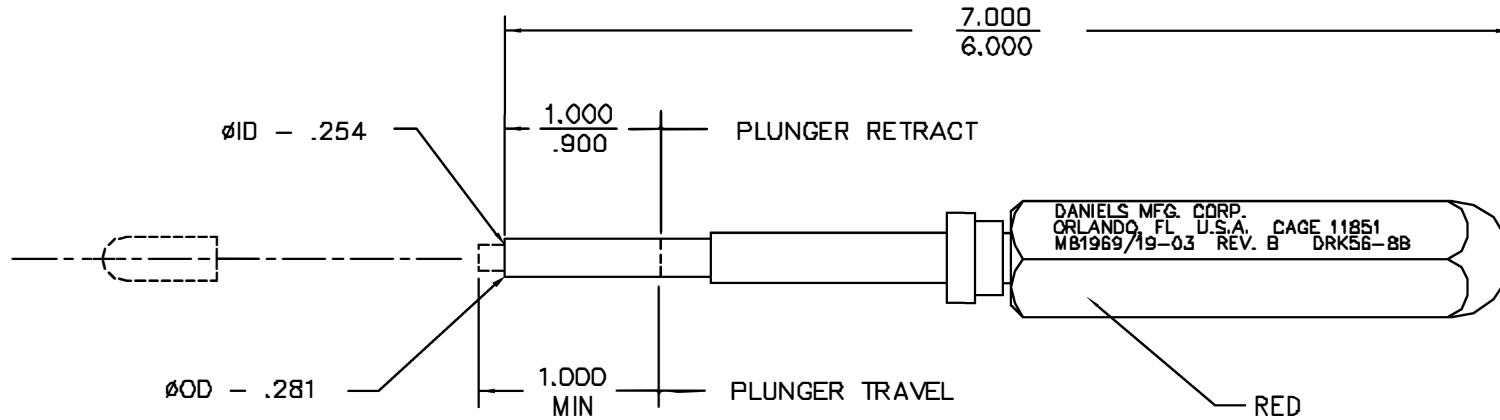 7.000
6.000
1.000
.900
PLUNGER RETRACT
ØID - .254
DANIELS MFG. CORP.
ORLANDO, FL U.S.A. CAGE 11851
M81969/19-03 REV. B DRK56-8B
ØOD - .281
1.000
MIN
PLUNGER TRAVEL
RED